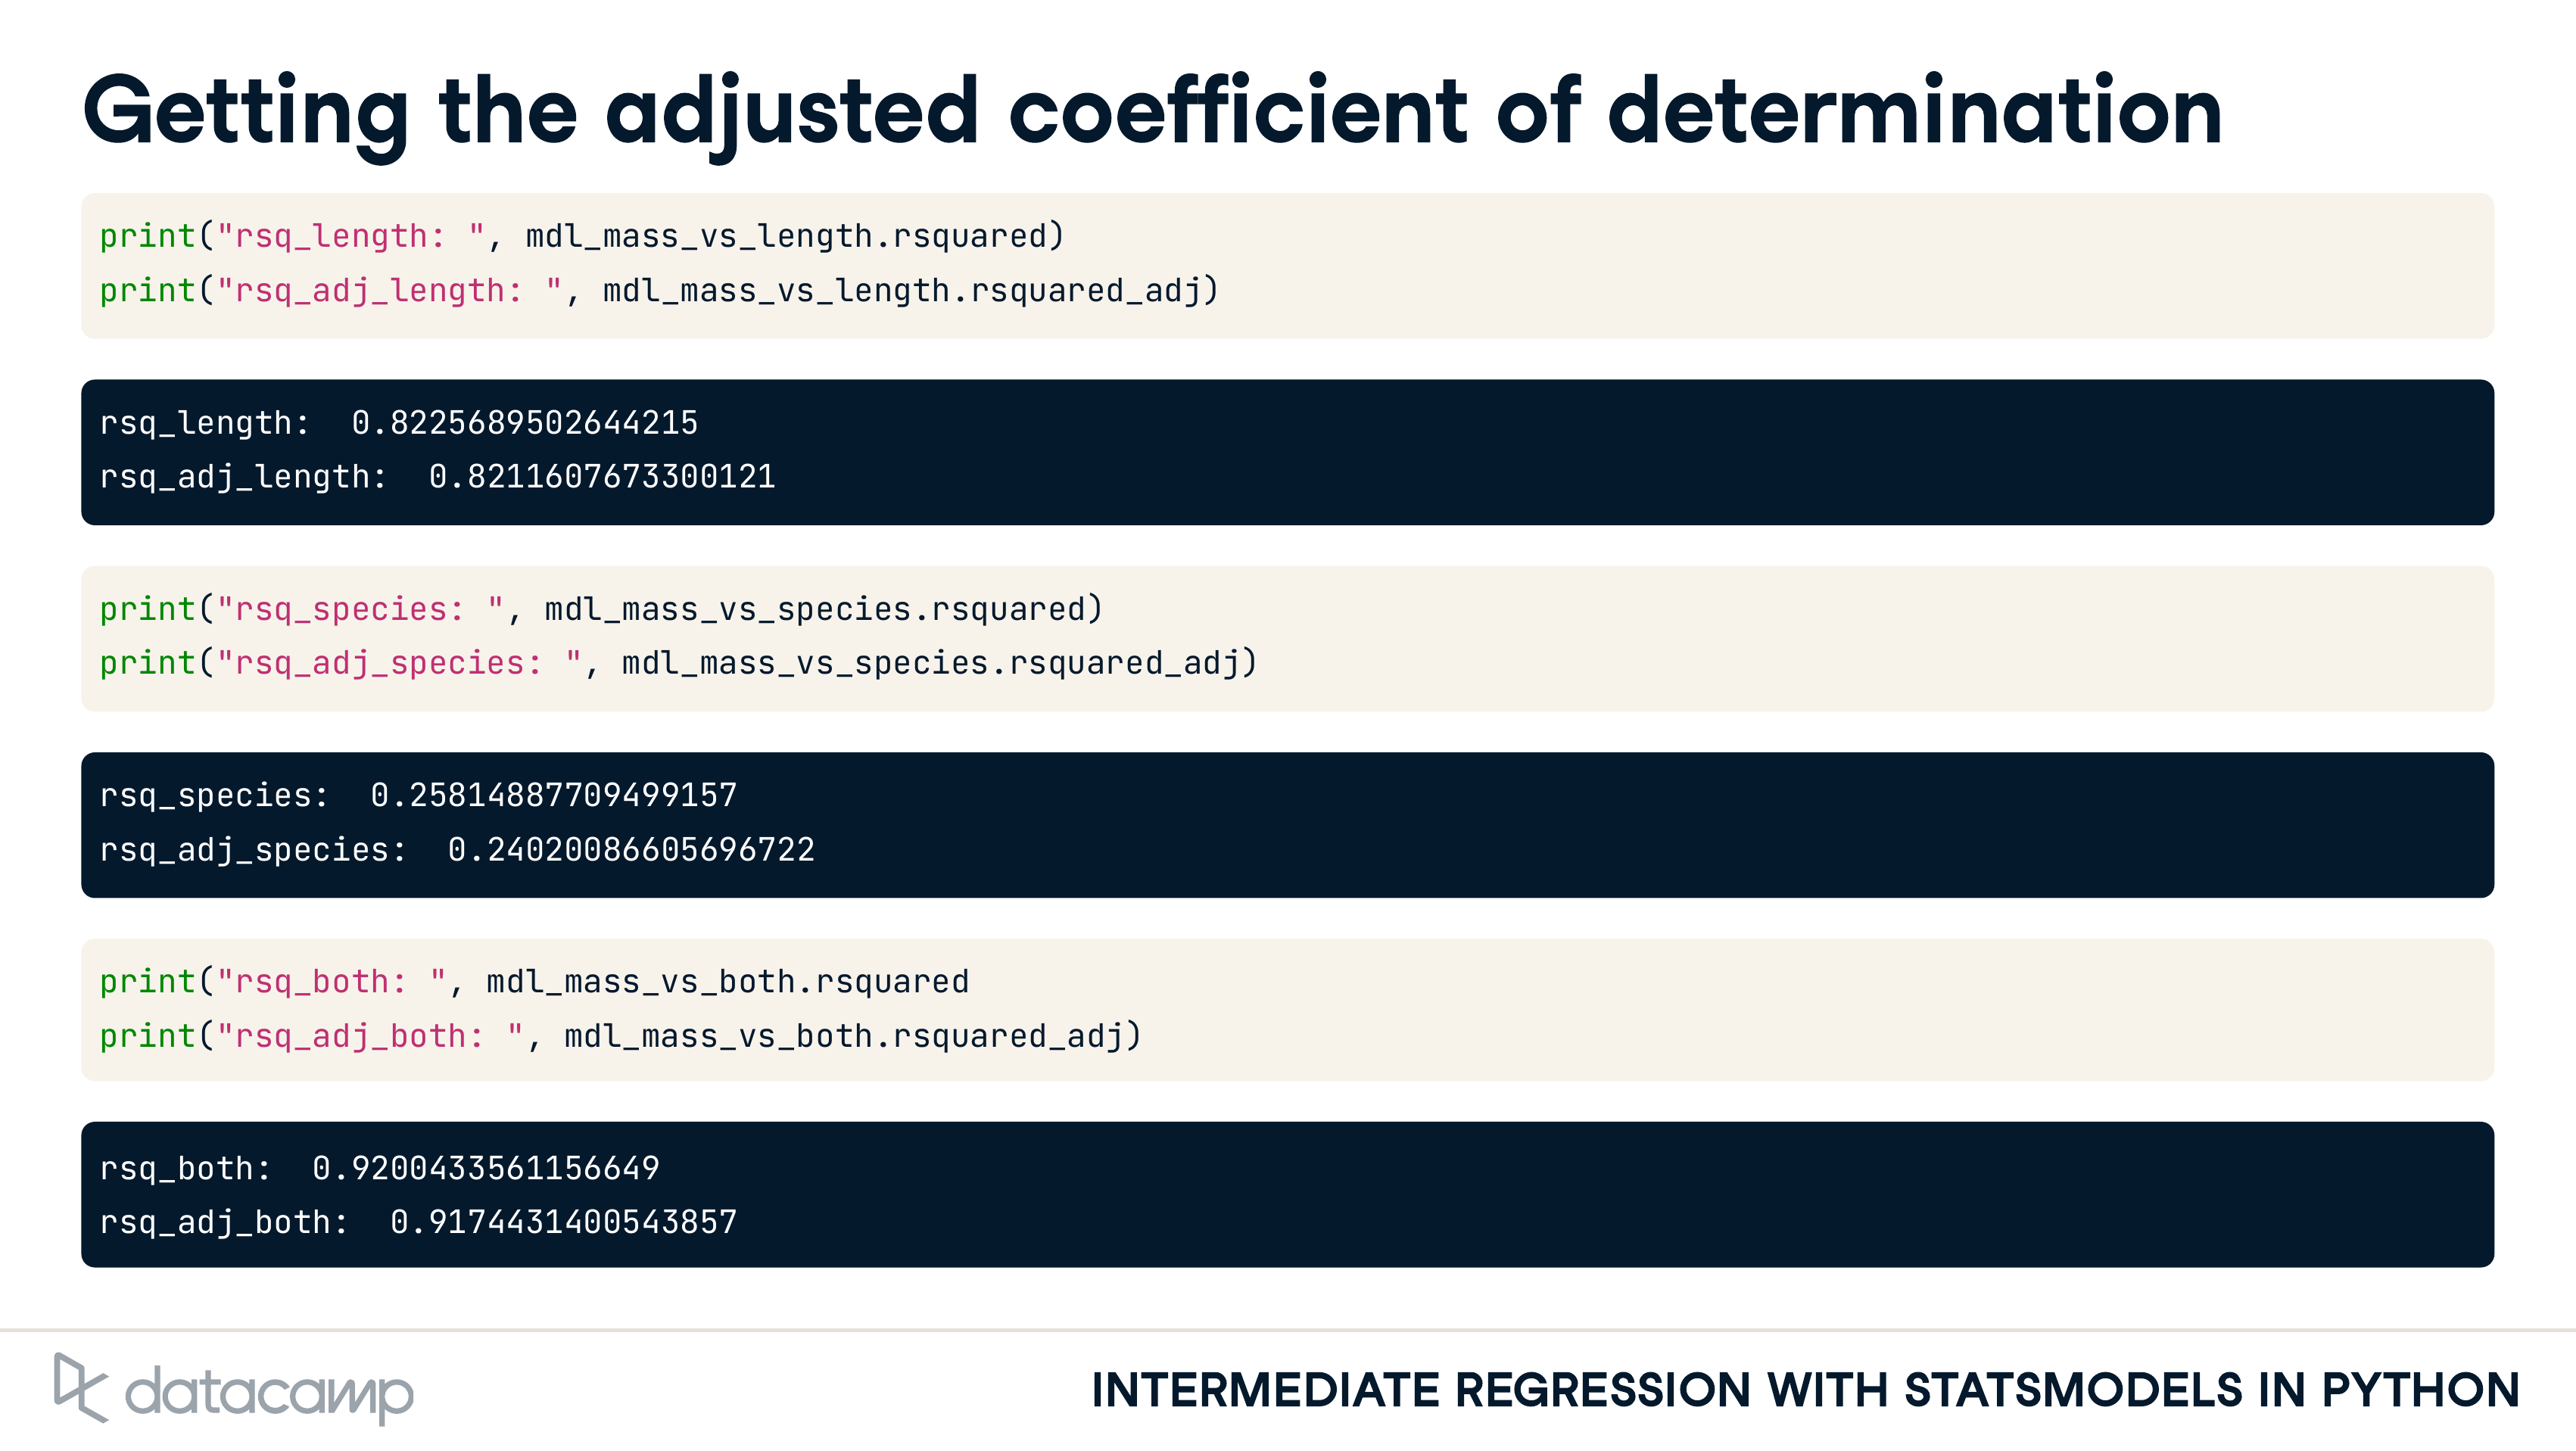 Getting the adjusted coefficient of determination
print("rsq_length: ", mdl_mass_vs_length.rsquared)
print("rsq_adj_length: ", mdl_mass_vs_length.rsquared_adj)
rsq_length:  0.8225689502644215
rsq_adj_length:  0.8211607673300121
print("rsq_species: ", mdl_mass_vs_species.rsquared)
print("rsq_adj_species: ", mdl_mass_vs_species.rsquared_adj)
rsq_species:  0.25814887709499157
rsq_adj_species:  0.24020086605696722
print("rsq_both: ", mdl_mass_vs_both.rsquared
print("rsq_adj_both: ", mdl_mass_vs_both.rsquared_adj)
rsq_both:  0.9200433561156649
rsq_adj_both:  0.9174431400543857
datacamp
INTERMEDIATE REGRESSION WITH STATSMODELS IN PYTHON